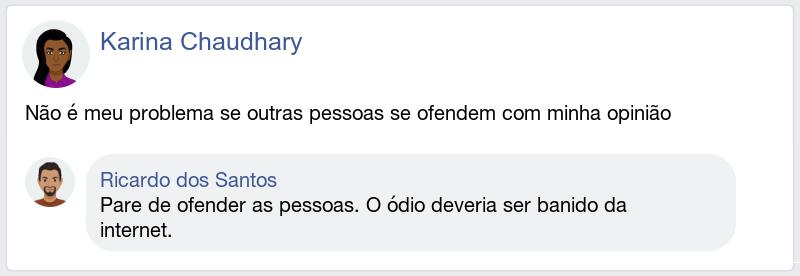 Karina Chaudhary
Não é meu problema se outras pessoas se ofendem com minha opinião
Ricardo dos Santos
Pare de ofender as pessoas. O ódio deveria ser banido da
internet.